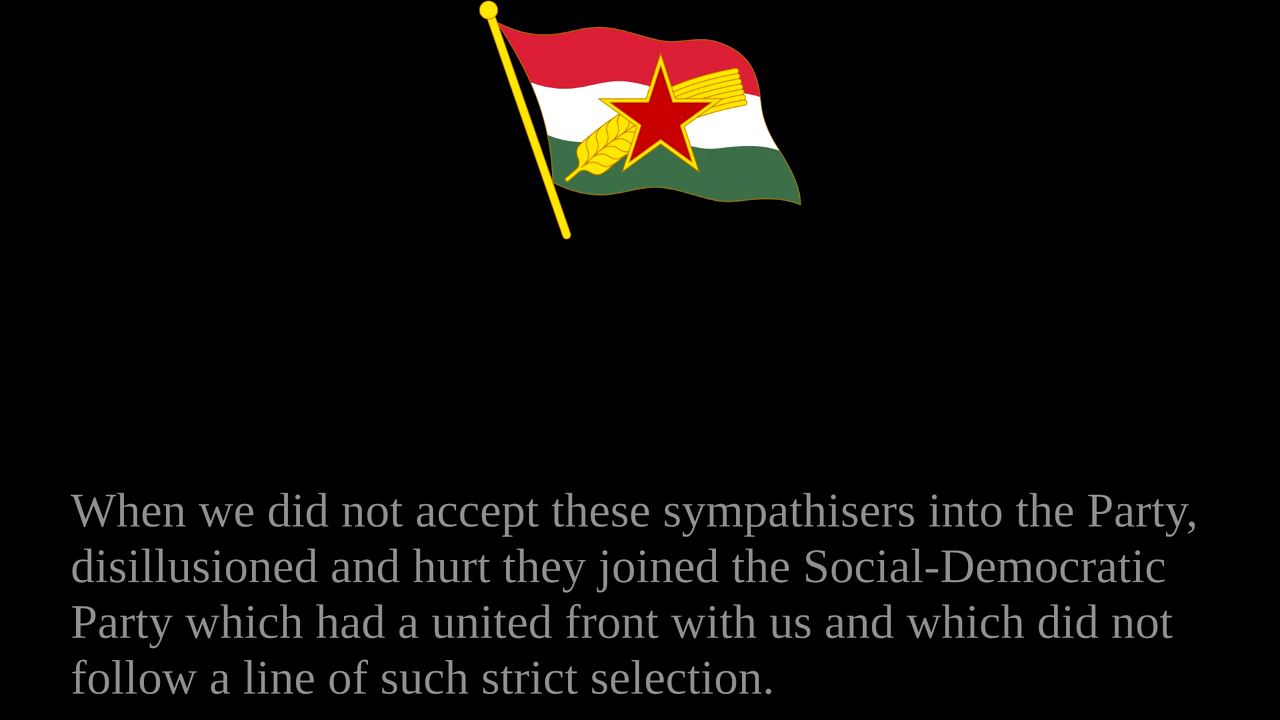 When we did not accept these sympathisers into the Party,
disillusioned and hurt they joined the Social-Democratic
Party which had a united front with us and which did not
follow a line of such strict selection.